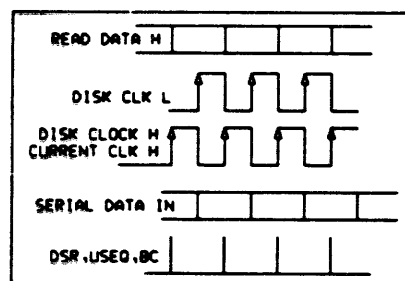 READ DATA H
DISK CLK L
DISK CLOCK H
CURRENT CLK H
SERIAL DATA IN
DSR,USEQ,BC